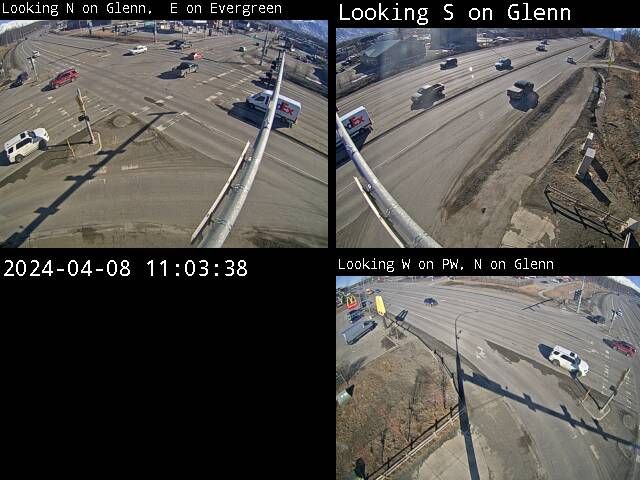 Looking N on Glenn, E on Evergreen
Looking S on Glenn
FedEx
2024-04-08 11:03:38
Looking W on PW, N on Glenn